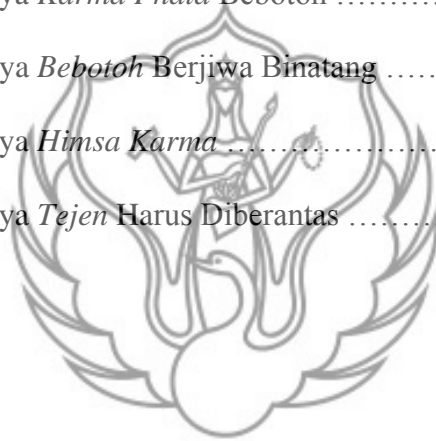 ya Karma Phala Bebotoh ………
ya Bebotoh Berjiwa Binatang …..
ya Himsa Karma ………………….
ya Tejen Harus Diberantas ……..